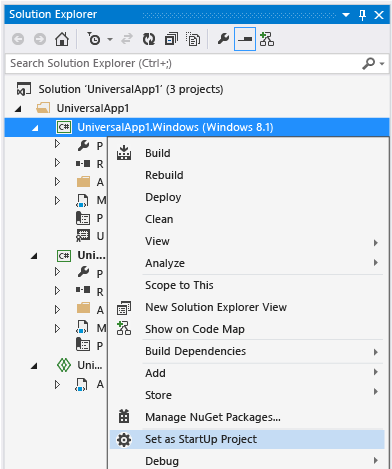 Solution Explorer
Search Solution Explorer (Ctrl+;)
Solution 'UniversalApp1' (3 projects)
UniversalApp1
C# UniversalApp1.Windows (Windows 8.1)
P
Build
R
Rebuild
A
Deploy
M
Clean
P
View
U
Analyze
C# Uni...
Scope to This
P
New Solution Explorer View
R
Show on Code Map
A
Build Dependencies
M
Add
P
Uni...
Store
A
Manage NuGet Packages...
Set as StartUp Project
Debug